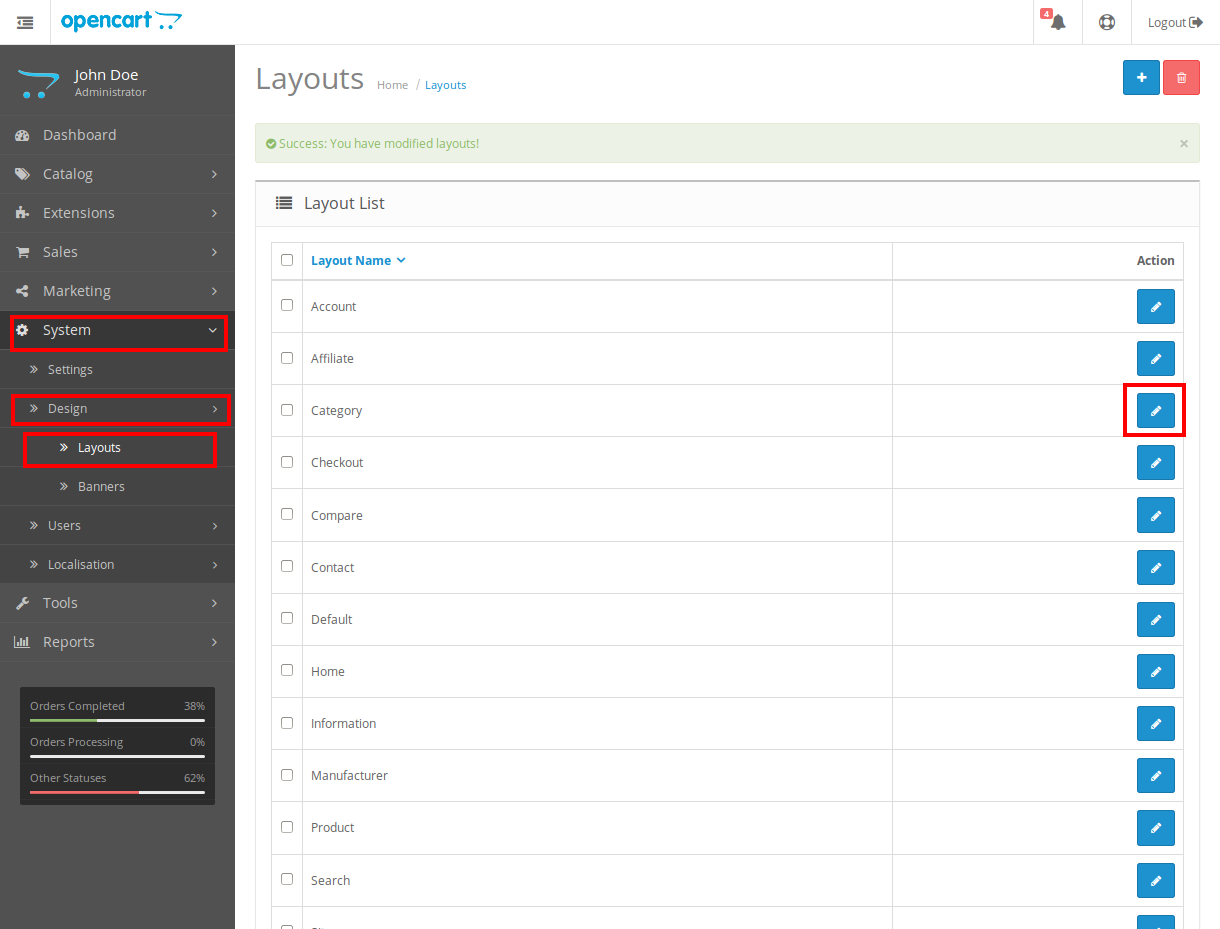 opencart
4
Logout
John Doe
Administrator
Dashboard
Catalog
Extensions
Sales
Marketing
System
Settings
Design
Layouts
Banners
Users
Localisation
Tools
Reports
Orders Completed 38%
Orders Processing 0%
Other Statuses 62%
Layouts Home / Layouts
Success: You have modified layouts! ×
Layout List
Layout Name Action
Account
Affiliate
Category
Checkout
Compare
Contact
Default
Home
Information
Manufacturer
Product
Search